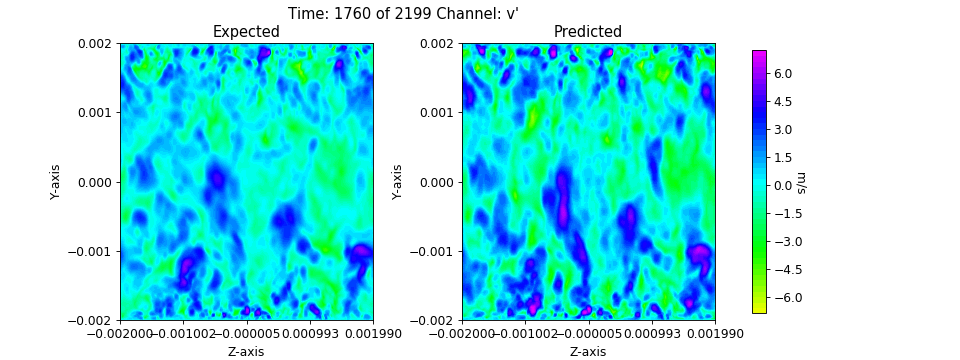 Time: 1760 of 2199 Channel: v'
Expected
Predicted
0.002
0.001
0.000
−0.001
−0.002
Y-axis
−0.002000 −0.001002 −0.000005 0.000993 0.001990
Z-axis
0.002
0.001
0.000
−0.001
−0.002
Y-axis
−0.002000 −0.001002 −0.000005 0.000993 0.001990
Z-axis
6.0
4.5
3.0
1.5
0.0
−1.5
−3.0
−4.5
−6.0
m/s